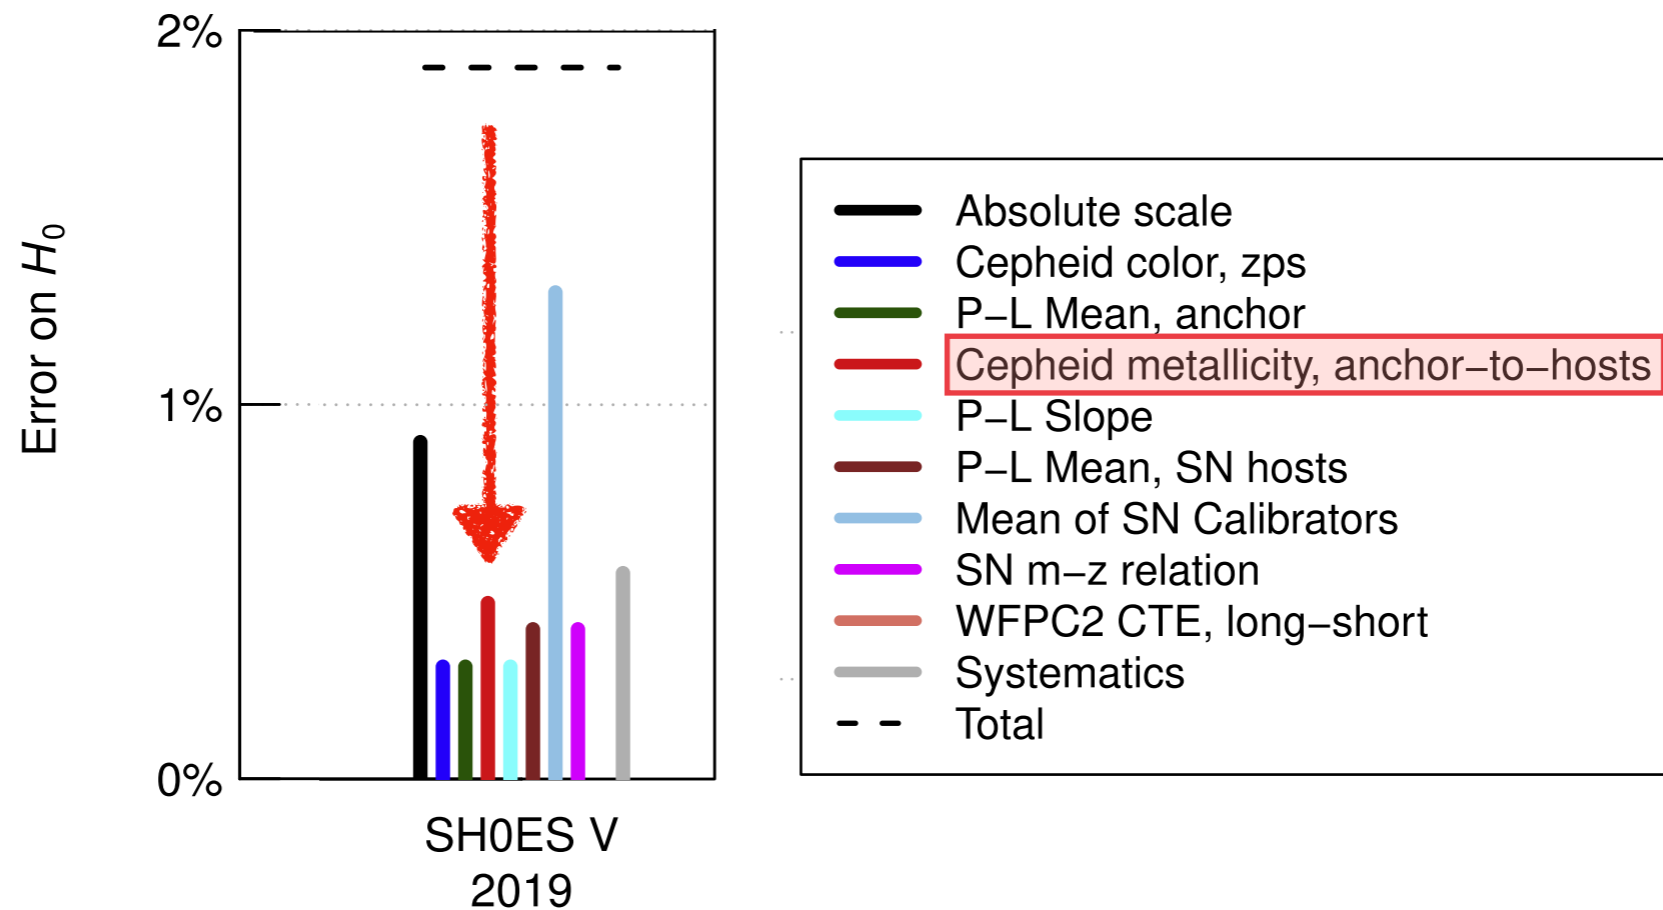 2%
1%
0%
Error on H0
SH0ES V
2019
Absolute scale
Cepheid color, zps
P−L Mean, anchor
Cepheid metallicity, anchor−to−hosts
P−L Slope
P−L Mean, SN hosts
Mean of SN Calibrators
SN m−z relation
WFPC2 CTE, long−short
Systematics
Total